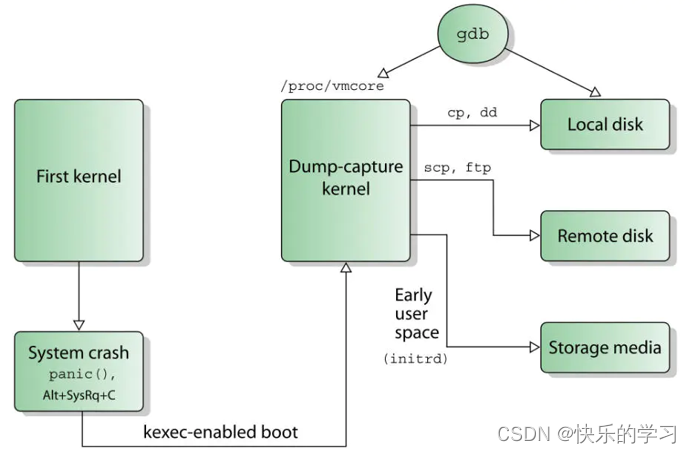 gdb
/proc/vmcore
cp, dd
Local disk
First kernel
Dump-capture
kernel
scp, ftp
Remote disk
Early
user
space
(initrd)
Storage media
System crash
panic(),
Alt+SysRq+C
kexec-enabled boot
CSDN @快乐的学习